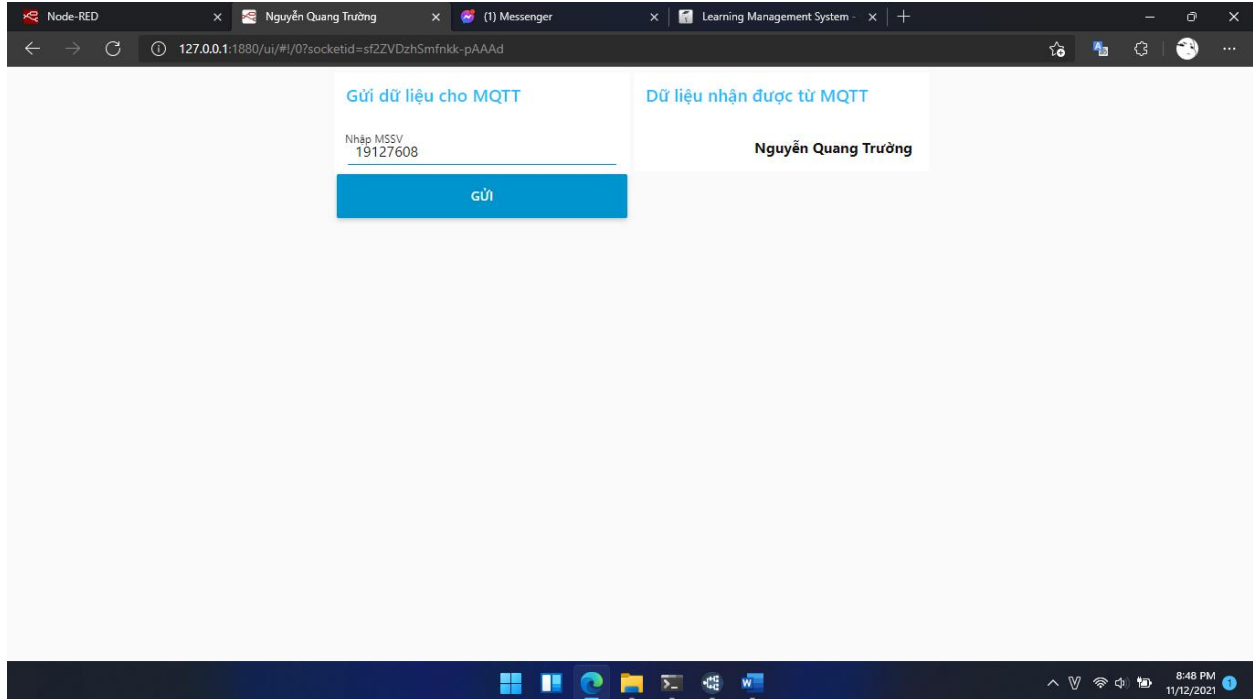 Node-RED
Nguyễn Quang Trường
(1) Messenger
Learning Management System -
127.0.0.1:1880/ui/#!/0?socketid=sf2ZVDzhSmfnkk-pAAAd
Gửi dữ liệu cho MQTT
Nhập MSSV
19127608
GỬI
Dữ liệu nhận được từ MQTT
Nguyễn Quang Trường
8:48 PM
11/12/2021
1